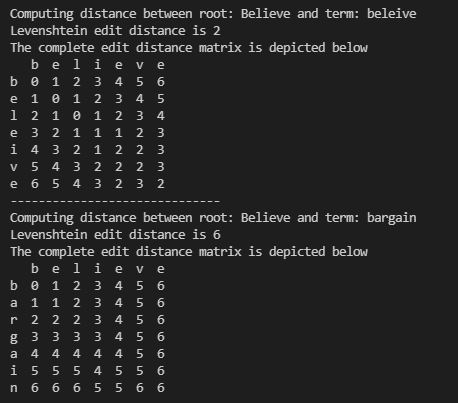 Computing distance between root: Believe and term: beleive
Levenshtein edit distance is 2
The complete edit distance matrix is depicted below
   b e l i e v e
b 0 1 2 3 4 5 6
e 1 0 1 2 3 4 5
l 2 1 0 1 2 3 4
e 3 2 1 1 1 2 3
i 4 3 2 1 2 2 3
v 5 4 3 2 2 2 3
e 6 5 4 3 2 3 2
------------------------------
Computing distance between root: Believe and term: bargain
Levenshtein edit distance is 6
The complete edit distance matrix is depicted below
   b e l i e v e
b 0 1 2 3 4 5 6
a 1 1 2 3 4 5 6
r 2 2 2 3 4 5 6
g 3 3 3 3 4 5 6
a 4 4 4 4 4 5 6
i 5 5 5 4 5 5 6
n 6 6 6 5 5 6 6